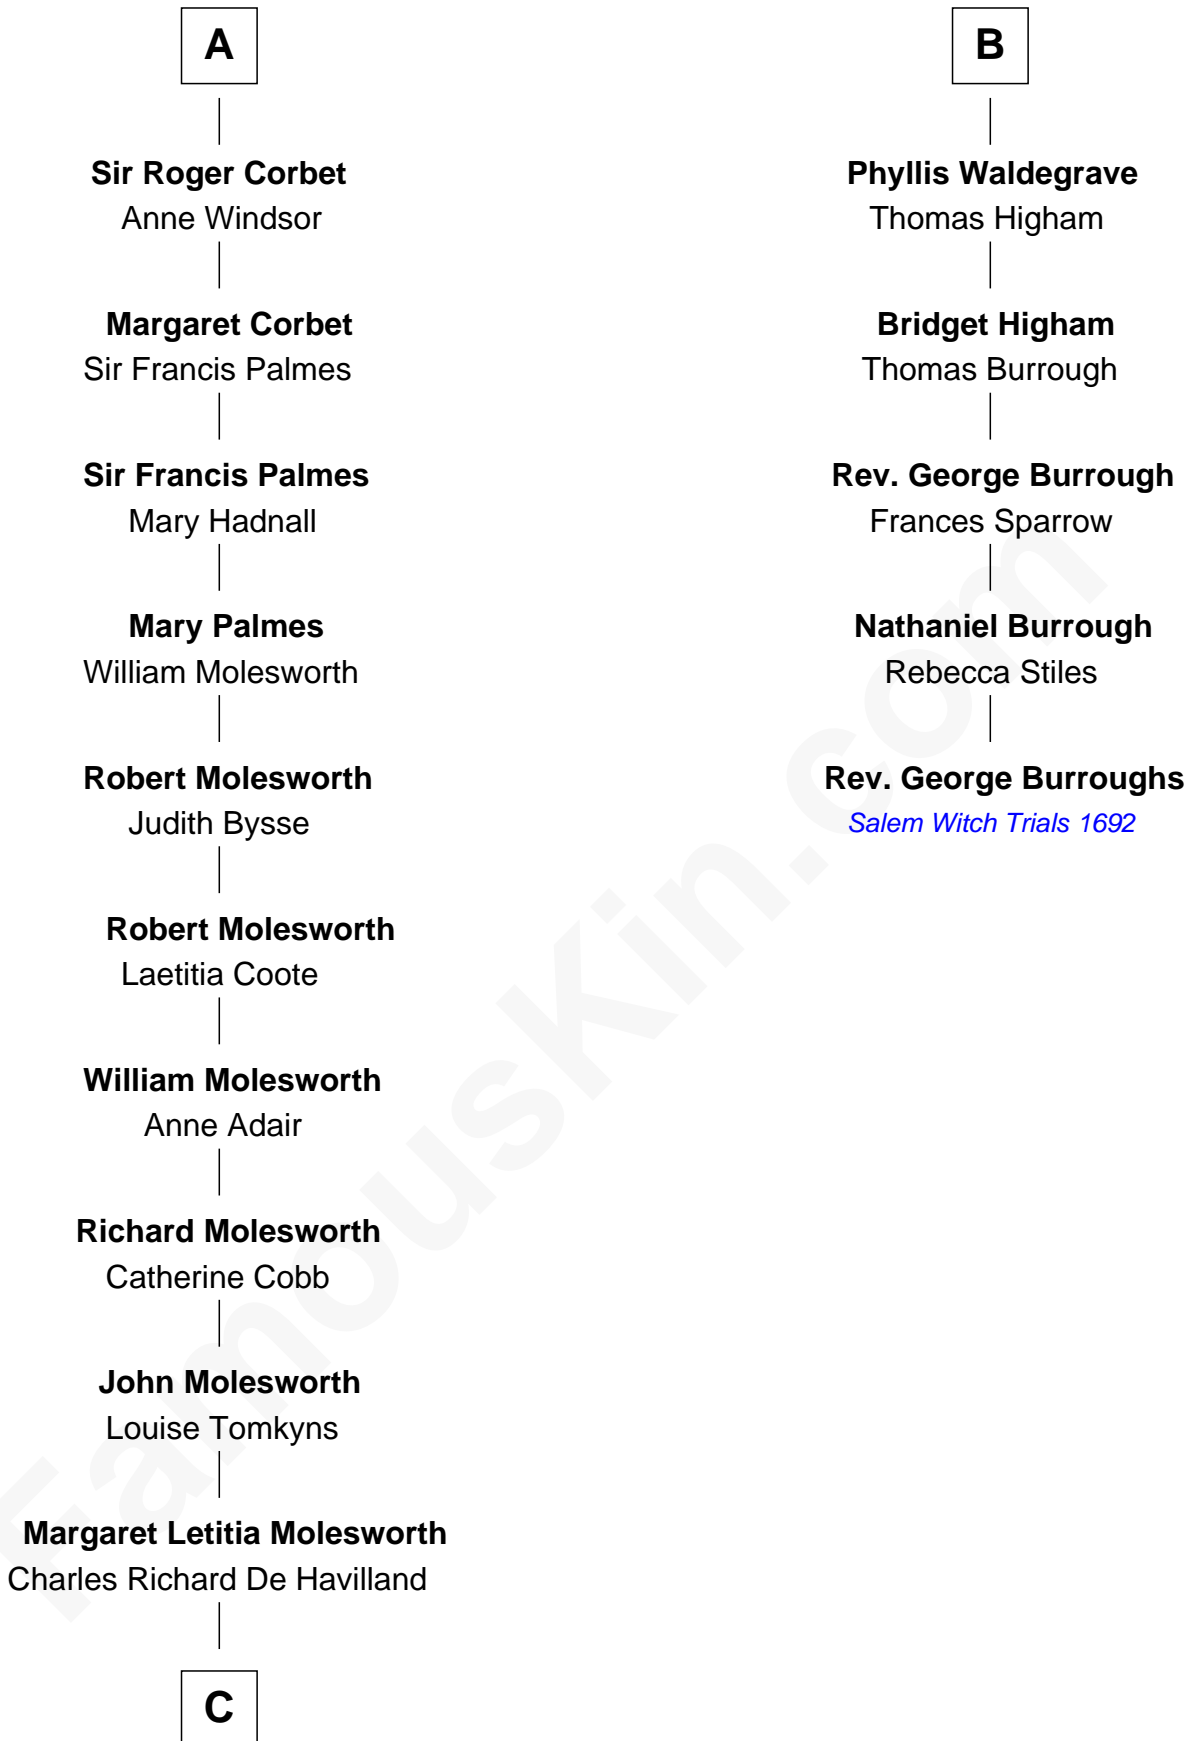 A
Sir Roger Corbet
Anne Windsor
Margaret Corbet
Sir Francis Palmes
Sir Francis Palmes
Mary Hadnall
Mary Palmes
William Molesworth
Robert Molesworth
Judith Bysse
Robert Molesworth
Laetitia Coote
William Molesworth
Anne Adair
Richard Molesworth
Catherine Cobb
John Molesworth
Louise Tomkyns
Margaret Letitia Molesworth
Charles Richard De Havilland
C
B
Phyllis Waldegrave
Thomas Higham
Bridget Higham
Thomas Burrough
Rev. George Burrough
Frances Sparrow
Nathaniel Burrough
Rebecca Stiles
Rev. George Burroughs
Salem Witch Trials 1692
FamousKin.com